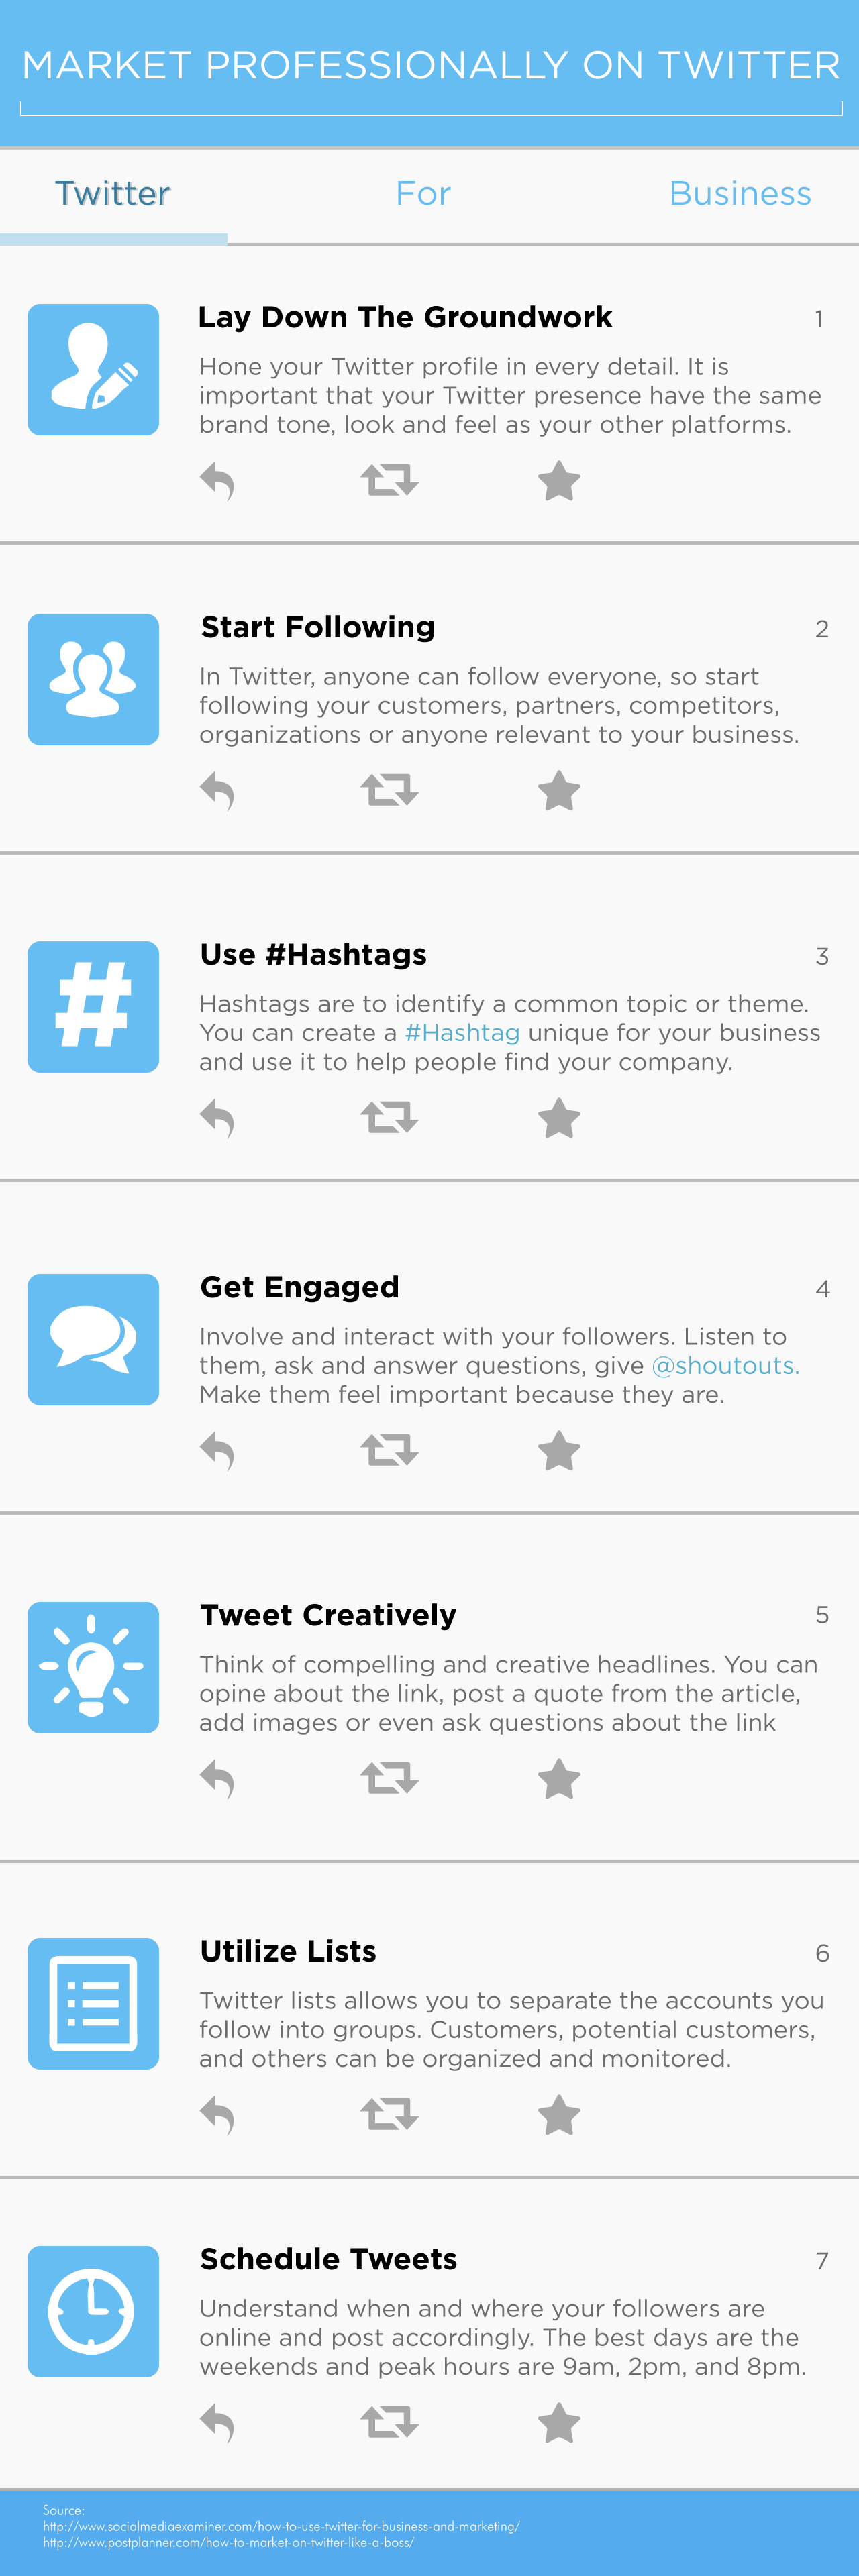 MARKET PROFESSIONALLY ON TWITTER
Twitter For Business
Lay Down The Groundwork 1
Hone your Twitter profile in every detail. It is
important that your Twitter presence have the same
brand tone, look and feel as your other platforms.
Start Following 2
In Twitter, anyone can follow everyone, so start
following your customers, partners, competitors,
organizations or anyone relevant to your business.
#
Use #Hashtags 3
Hashtags are to identify a common topic or theme.
You can create a #Hashtag unique for your business
and use it to help people find your company.
Get Engaged 4
Involve and interact with your followers. Listen to
them, ask and answer questions, give @shoutouts.
Make them feel important because they are.
Tweet Creatively 5
Think of compelling and creative headlines. You can
opine about the link, post a quote from the article,
add images or even ask questions about the link
Utilize Lists 6
Twitter lists allows you to separate the accounts you
follow into groups. Customers, potential customers,
and others can be organized and monitored.
Schedule Tweets 7
Understand when and where your followers are
online and post accordingly. The best days are the
weekends and peak hours are 9am, 2pm, and 8pm.
Source:
http://www.socialmediaexaminer.com/how-to-use-twitter-for-business-and-marketing/
http://www.postplanner.com/how-to-market-on-twitter-like-a-boss/